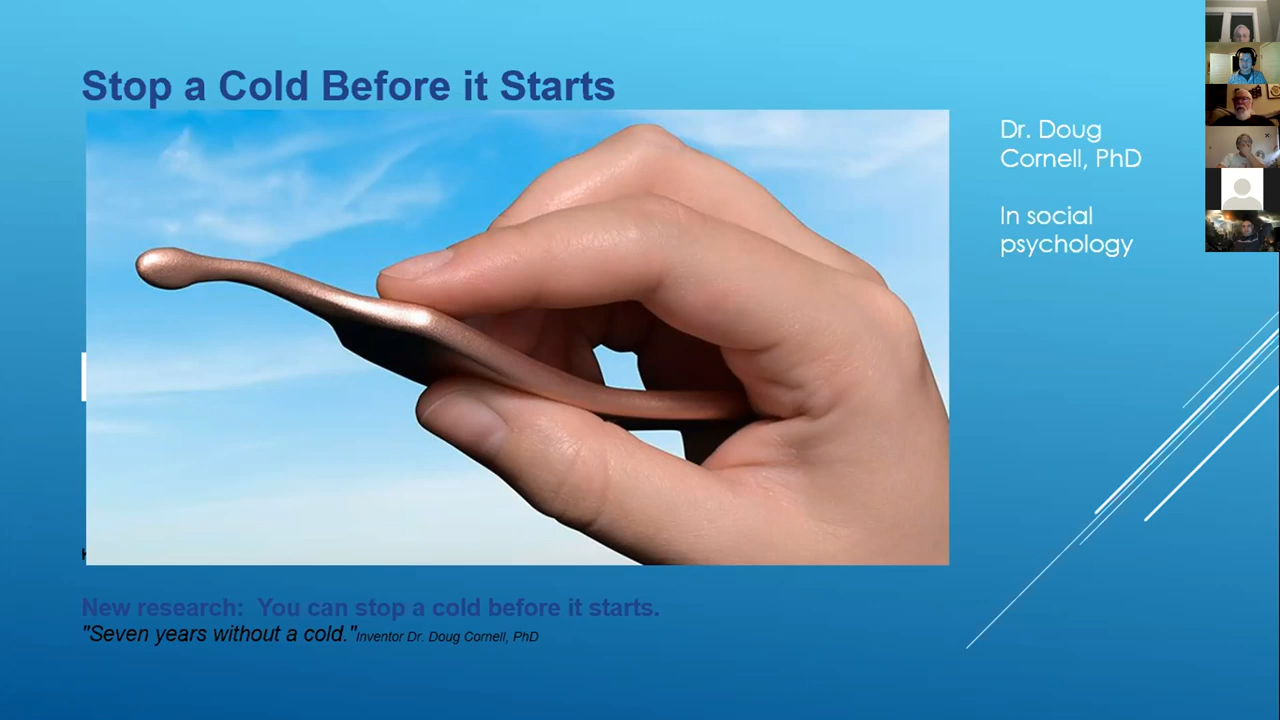 Stop a Cold Before it Starts
Dr. Doug
Cornell, PhD
In social
psychology
New research:  You can stop a cold before it starts.
"Seven years without a cold."Inventor Dr. Doug Cornell, PhD